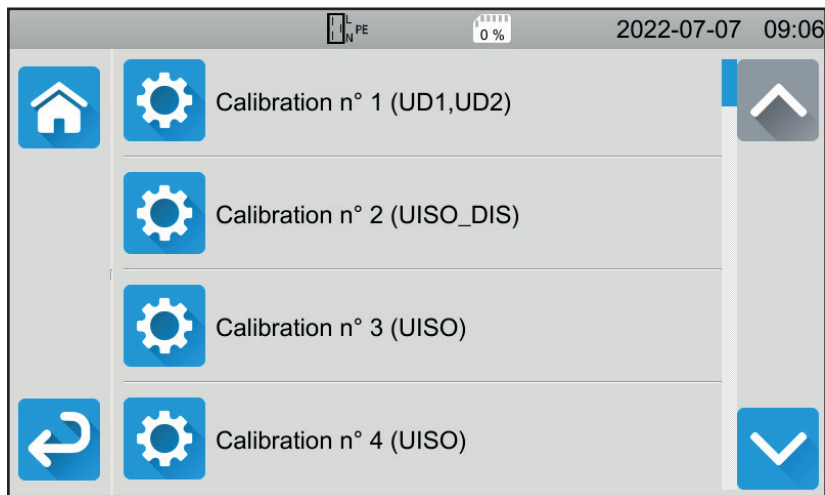 L
N PE
0 %
2022-07-07 09:06
Calibration n° 1 (UD1,UD2)
Calibration n° 2 (UISO_DIS)
Calibration n° 3 (UISO)
Calibration n° 4 (UISO)